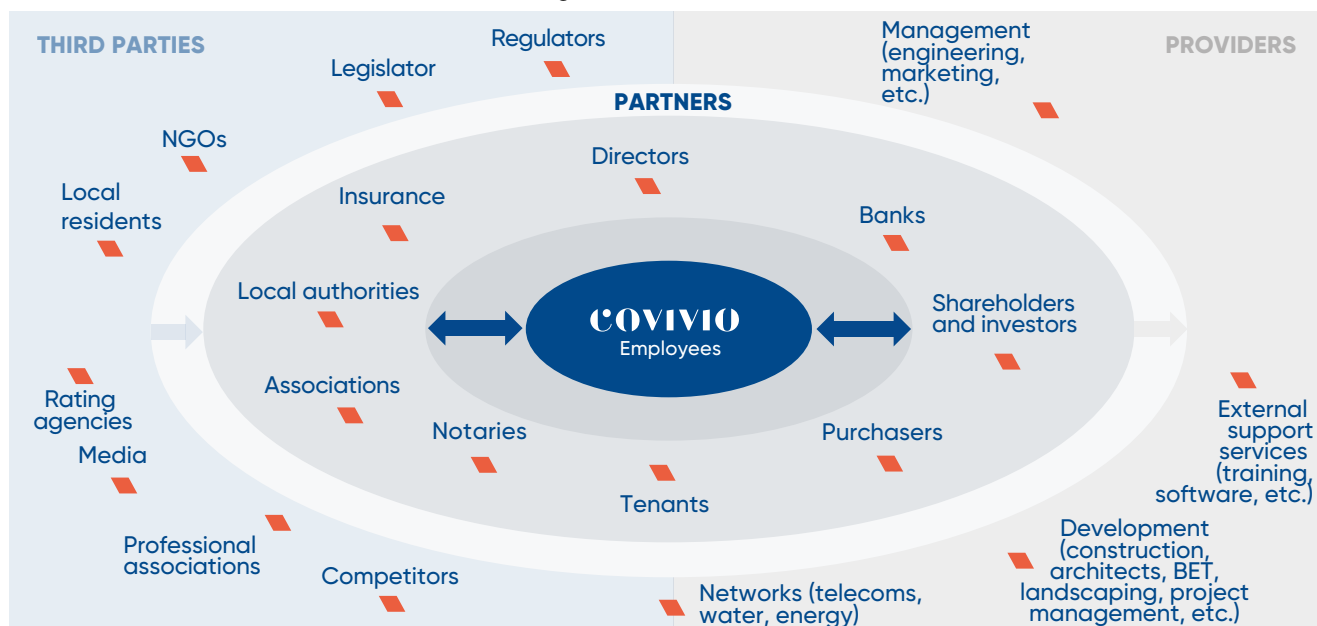 THIRD PARTIES
Regulators
Legislator
NGOs
Local
residents
Rating
agencies
Media
Professional
associations
Competitors
PARTNERS
Directors
Insurance
Banks
Local authorities
Shareholders
and investors
Associations
Notaries
Tenants
Purchasers
COVIVIO
Employees
PROVIDERS
Management
(engineering,
marketing,
etc.)
External
support
services
(training,
software, etc.)
Development
(construction,
architects, BET,
landscaping, project
management, etc.)
Networks (telecoms,
water, energy)